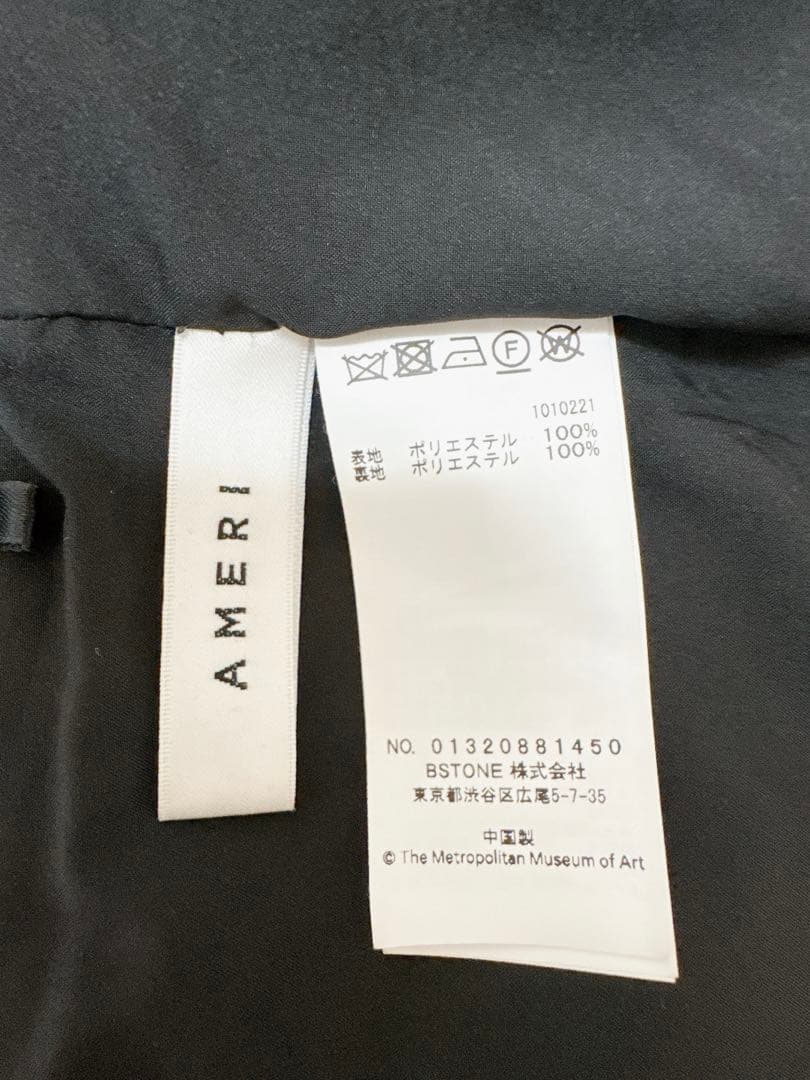 AMERI
F
W
1010221
表地 ポリエステル 100%
裏地 ポリエステル 100%
NO. 01320881450
BSTONE 株式会社
東京都渋谷区広尾5-7-35
中国製
© The Metropolitan Museum of Art